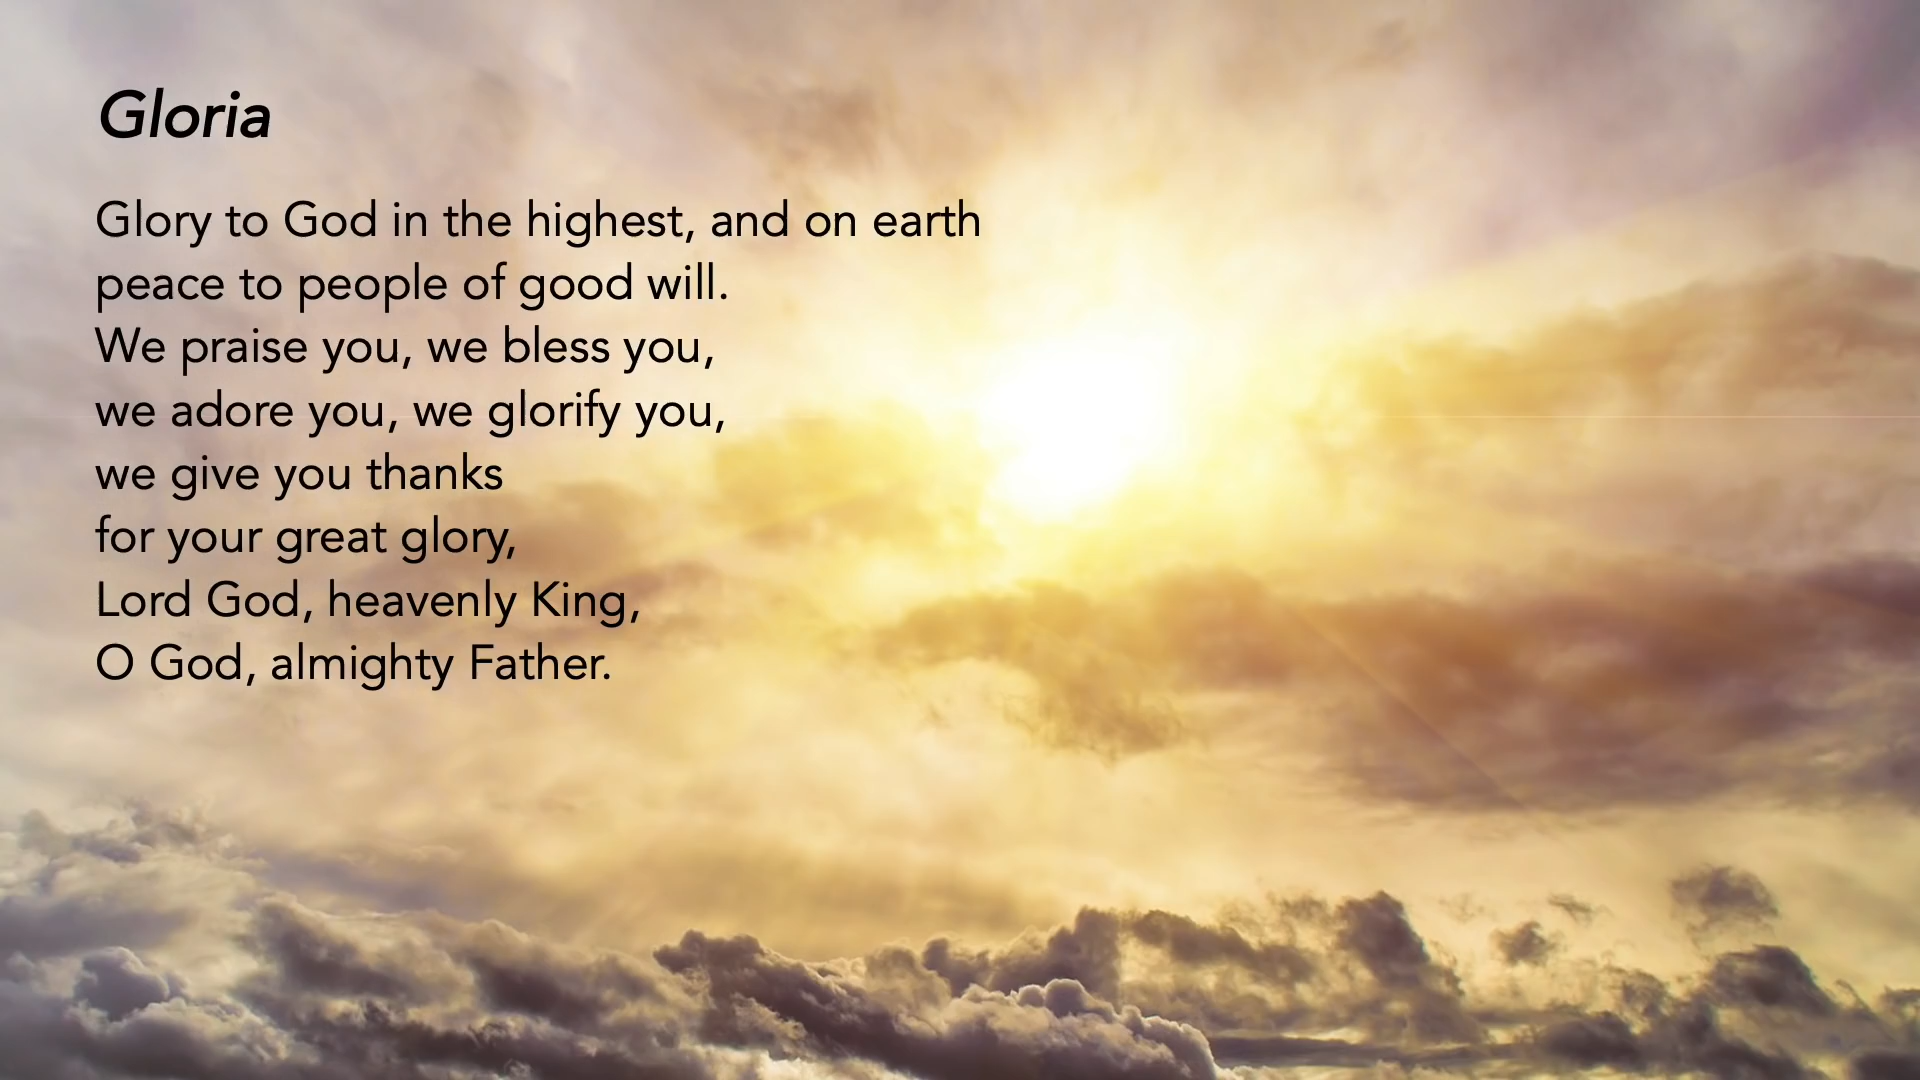 Gloria
Glory to God in the highest, and on earth
peace to people of good will.
We praise you, we bless you,
we adore you, we glorify you,
we give you thanks
for your great glory,
Lord God, heavenly King,
O God, almighty Father.